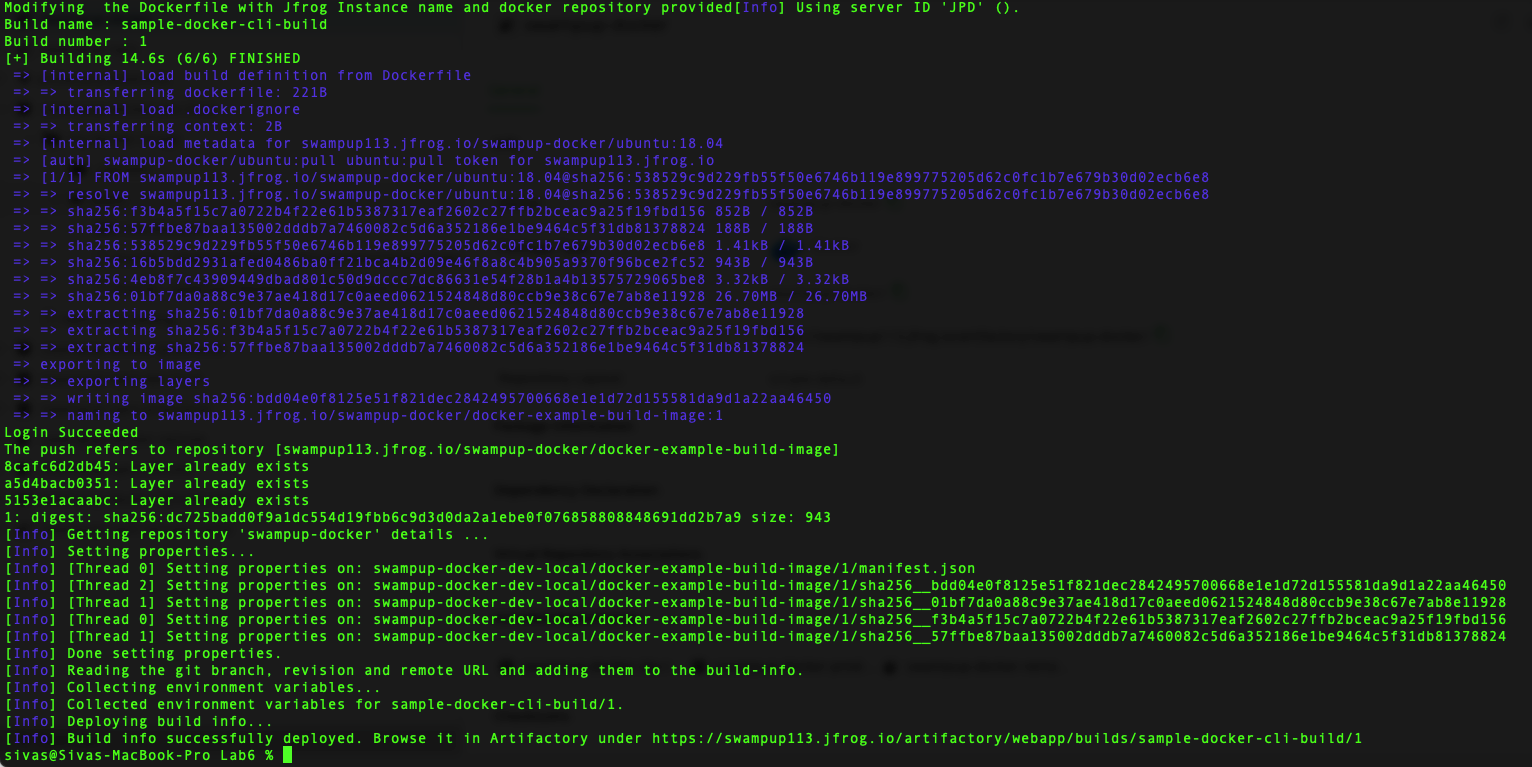 Modifying  the Dockerfile with Jfrog Instance name and docker repository provided[Info] Using server ID 'JPD' ().
Build name : sample-docker-cli-build
Build number : 1
[+] Building 14.6s (6/6) FINISHED
 => [internal] load build definition from Dockerfile
 => => transferring dockerfile: 221B
 => [internal] load .dockerignore
 => => transferring context: 2B
 => [internal] load metadata for swampup113.jfrog.io/swampup-docker/ubuntu:18.04
 => [auth] swampup-docker/ubuntu:pull ubuntu:pull token for swampup113.jfrog.io
 => [1/1] FROM swampup113.jfrog.io/swampup-docker/ubuntu:18.04@sha256:538529c9d229fb55f50e6746b119e899775205d62c0fc1b7e679b30d02ecb6e8
 => => resolve swampup113.jfrog.io/swampup-docker/ubuntu:18.04@sha256:538529c9d229fb55f50e6746b119e899775205d62c0fc1b7e679b30d02ecb6e8
 => => sha256:f3b4a5f15c7a0722b4f22e61b5387317eaf2602c27ffb2bceac9a25f19fbd156 852B / 852B
 => => sha256:57ffbe87baa135002dddb7a7460082c5d6a352186e1be9464c5f31db81378824 188B / 188B
 => => sha256:538529c9d229fb55f50e6746b119e899775205d62c0fc1b7e679b30d02ecb6e8 1.41kB / 1.41kB
 => => sha256:16b5bdd2931afed0486ba0ff21bca4b2d09e46f8a8c4b905a9370f96bce2fc52 943B / 943B
 => => sha256:4eb8f7c43909449dbad801c50d9dccc7dc86631e54f28b1a4b13575729065be8 3.32kB / 3.32kB
 => => sha256:01bf7da0a88c9e37ae418d17c0aeed0621524848d80ccb9e38c67e7ab8e11928 26.70MB / 26.70MB
 => => extracting sha256:01bf7da0a88c9e37ae418d17c0aeed0621524848d80ccb9e38c67e7ab8e11928
 => => extracting sha256:f3b4a5f15c7a0722b4f22e61b5387317eaf2602c27ffb2bceac9a25f19fbd156
 => => extracting sha256:57ffbe87baa135002dddb7a7460082c5d6a352186e1be9464c5f31db81378824
 => exporting to image
 => => exporting layers
 => => writing image sha256:bdd04e0f8125e51f821dec2842495700668e1e1d72d155581da9d1a22aa46450
 => => naming to swampup113.jfrog.io/swampup-docker/docker-example-build-image:1
Login Succeeded
The push refers to repository [swampup113.jfrog.io/swampup-docker/docker-example-build-image]
8cafc6d2db45: Layer already exists
a5d4bacb0351: Layer already exists
5153e1acaabc: Layer already exists
1: digest: sha256:dc725badd0f9a1dc554d19fbb6c9d3d0da2a1ebe0f076858808848691dd2b7a9 size: 943
[Info] Getting repository 'swampup-docker' details ...
[Info] Setting properties...
[Info] [Thread 0] Setting properties on: swampup-docker-dev-local/docker-example-build-image/1/manifest.json
[Info] [Thread 2] Setting properties on: swampup-docker-dev-local/docker-example-build-image/1/sha256__bdd04e0f8125e51f821dec2842495700668e1e1d72d155581da9d1a22aa46450
[Info] [Thread 1] Setting properties on: swampup-docker-dev-local/docker-example-build-image/1/sha256__01bf7da0a88c9e37ae418d17c0aeed0621524848d80ccb9e38c67e7ab8e11928
[Info] [Thread 0] Setting properties on: swampup-docker-dev-local/docker-example-build-image/1/sha256__f3b4a5f15c7a0722b4f22e61b5387317eaf2602c27ffb2bceac9a25f19fbd156
[Info] [Thread 1] Setting properties on: swampup-docker-dev-local/docker-example-build-image/1/sha256__57ffbe87baa135002dddb7a7460082c5d6a352186e1be9464c5f31db81378824
[Info] Done setting properties.
[Info] Reading the git branch, revision and remote URL and adding them to the build-info.
[Info] Collecting environment variables...
[Info] Collected environment variables for sample-docker-cli-build/1.
[Info] Deploying build info...
[Info] Build info successfully deployed. Browse it in Artifactory under https://swampup113.jfrog.io/artifactory/webapp/builds/sample-docker-cli-build/1
sivas@Sivas-MacBook-Pro Lab6 %